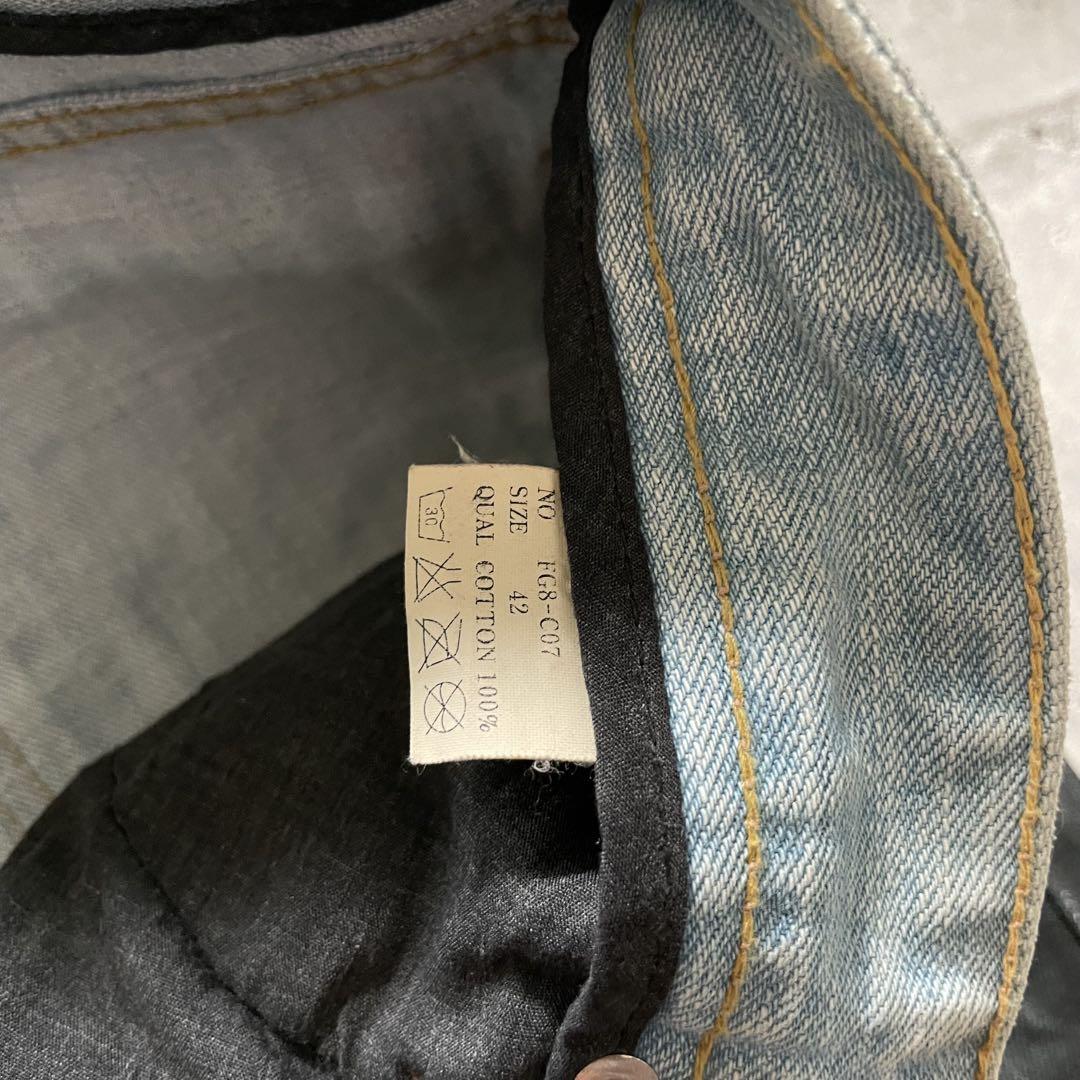 NO FG8-C07
SIZE 42
QUAL COTTON 100%
30